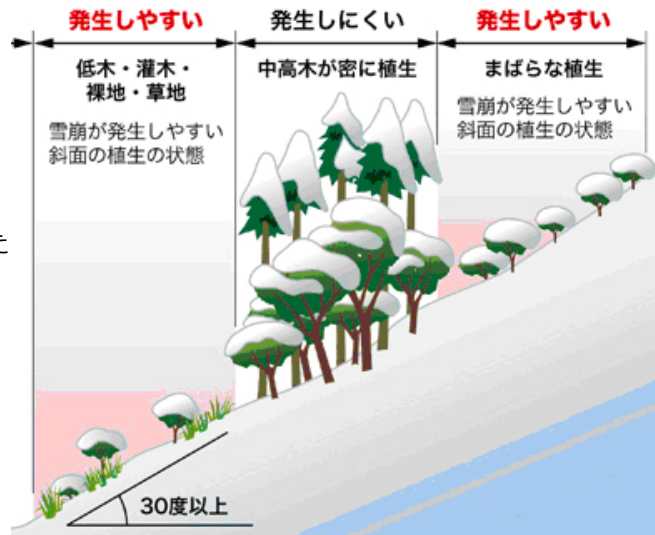 発生しやすい
発生しにくい
発生しやすい
低木・灌木・
裸地・草地
中高木が密に植生
まばらな植生
雪崩が発生しやすい
斜面の植生の状態
雪崩が発生しやすい
斜面の植生の状態
30度以上